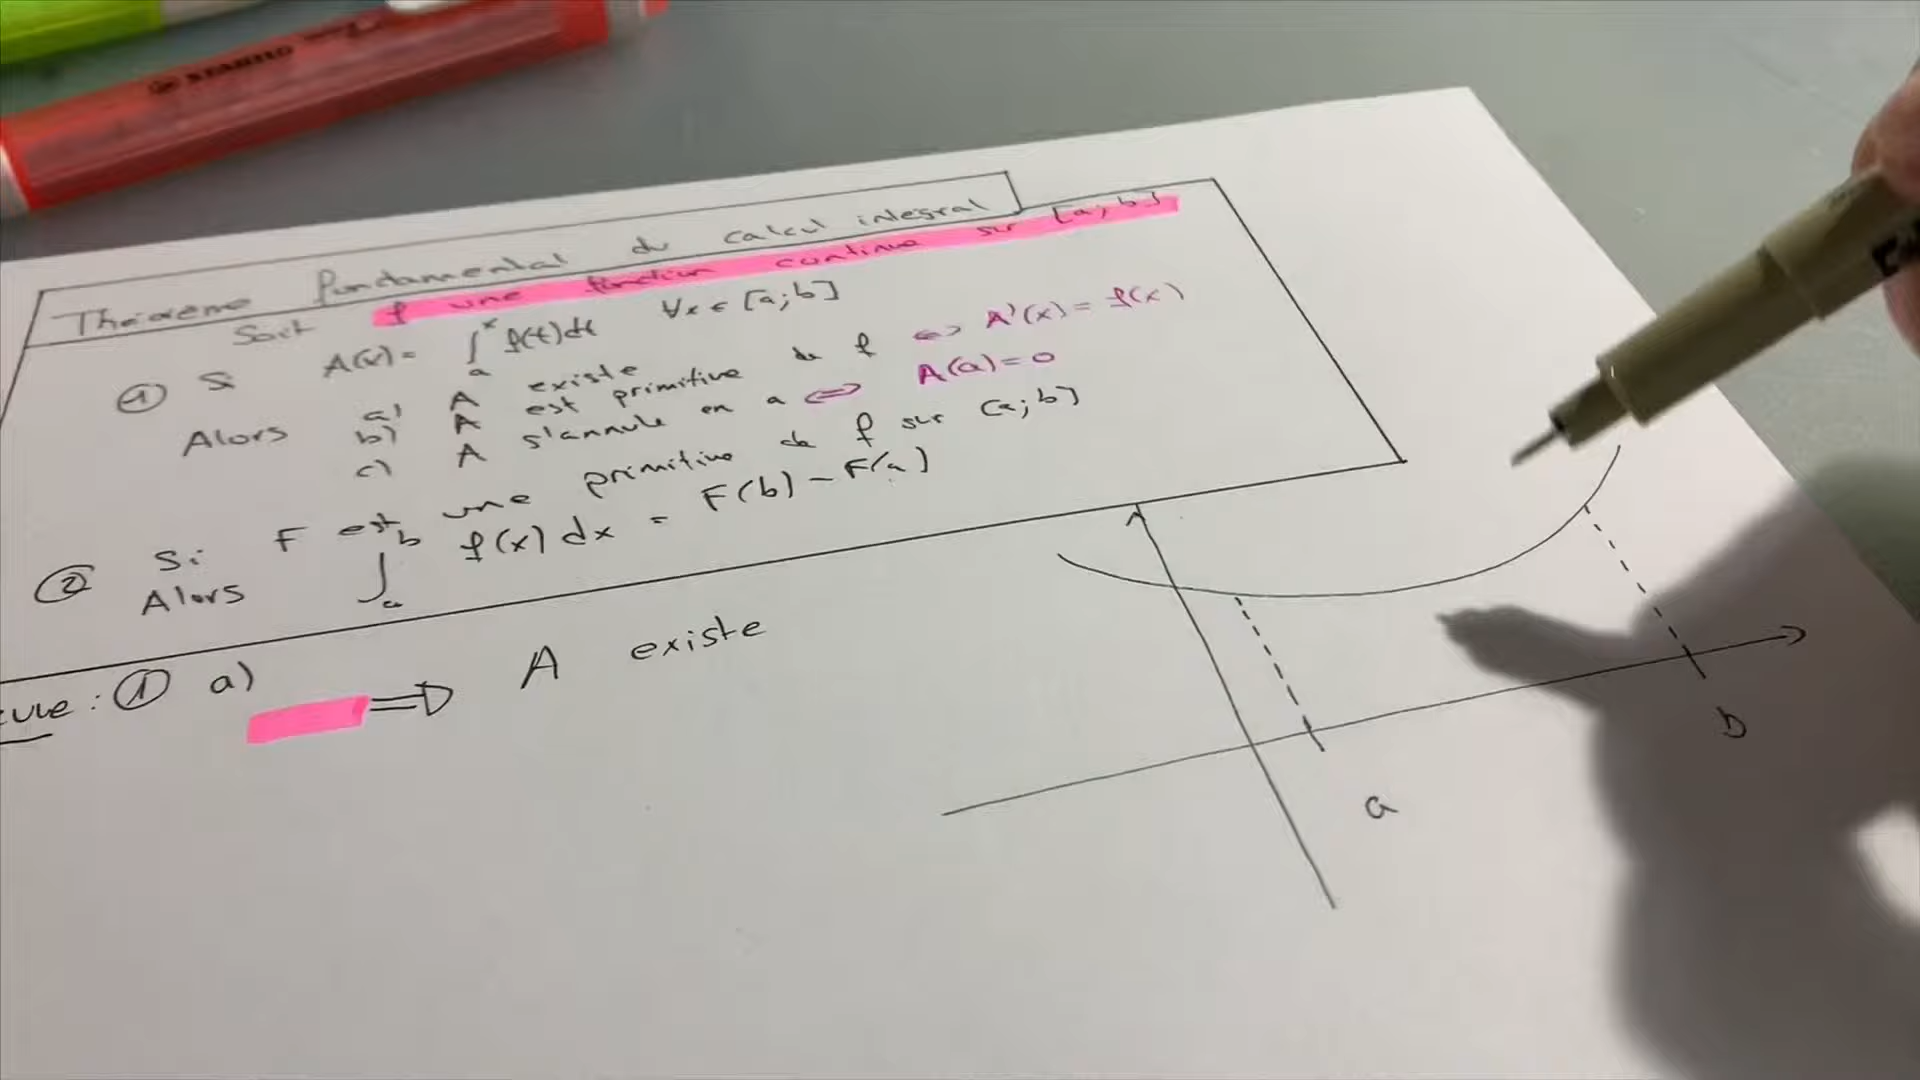 STABILO
Théorème fondamental du calcul intégral
Soit f une fonction continue sur [a;b]
① Si A(x) = ∫ₐˣ f(t)dt ∀x ∈ [a;b]
Alors a) A existe
b) A est primitive de f ⇔ A'(x) = f(x)
c) A s'annule en a ⇔ A(a) = 0
② Si F est une primitive de f sur [a;b]
Alors ∫ₐᵇ f(x) dx = F(b) - F(a)
: ① a) ⇒ A existe
a
b